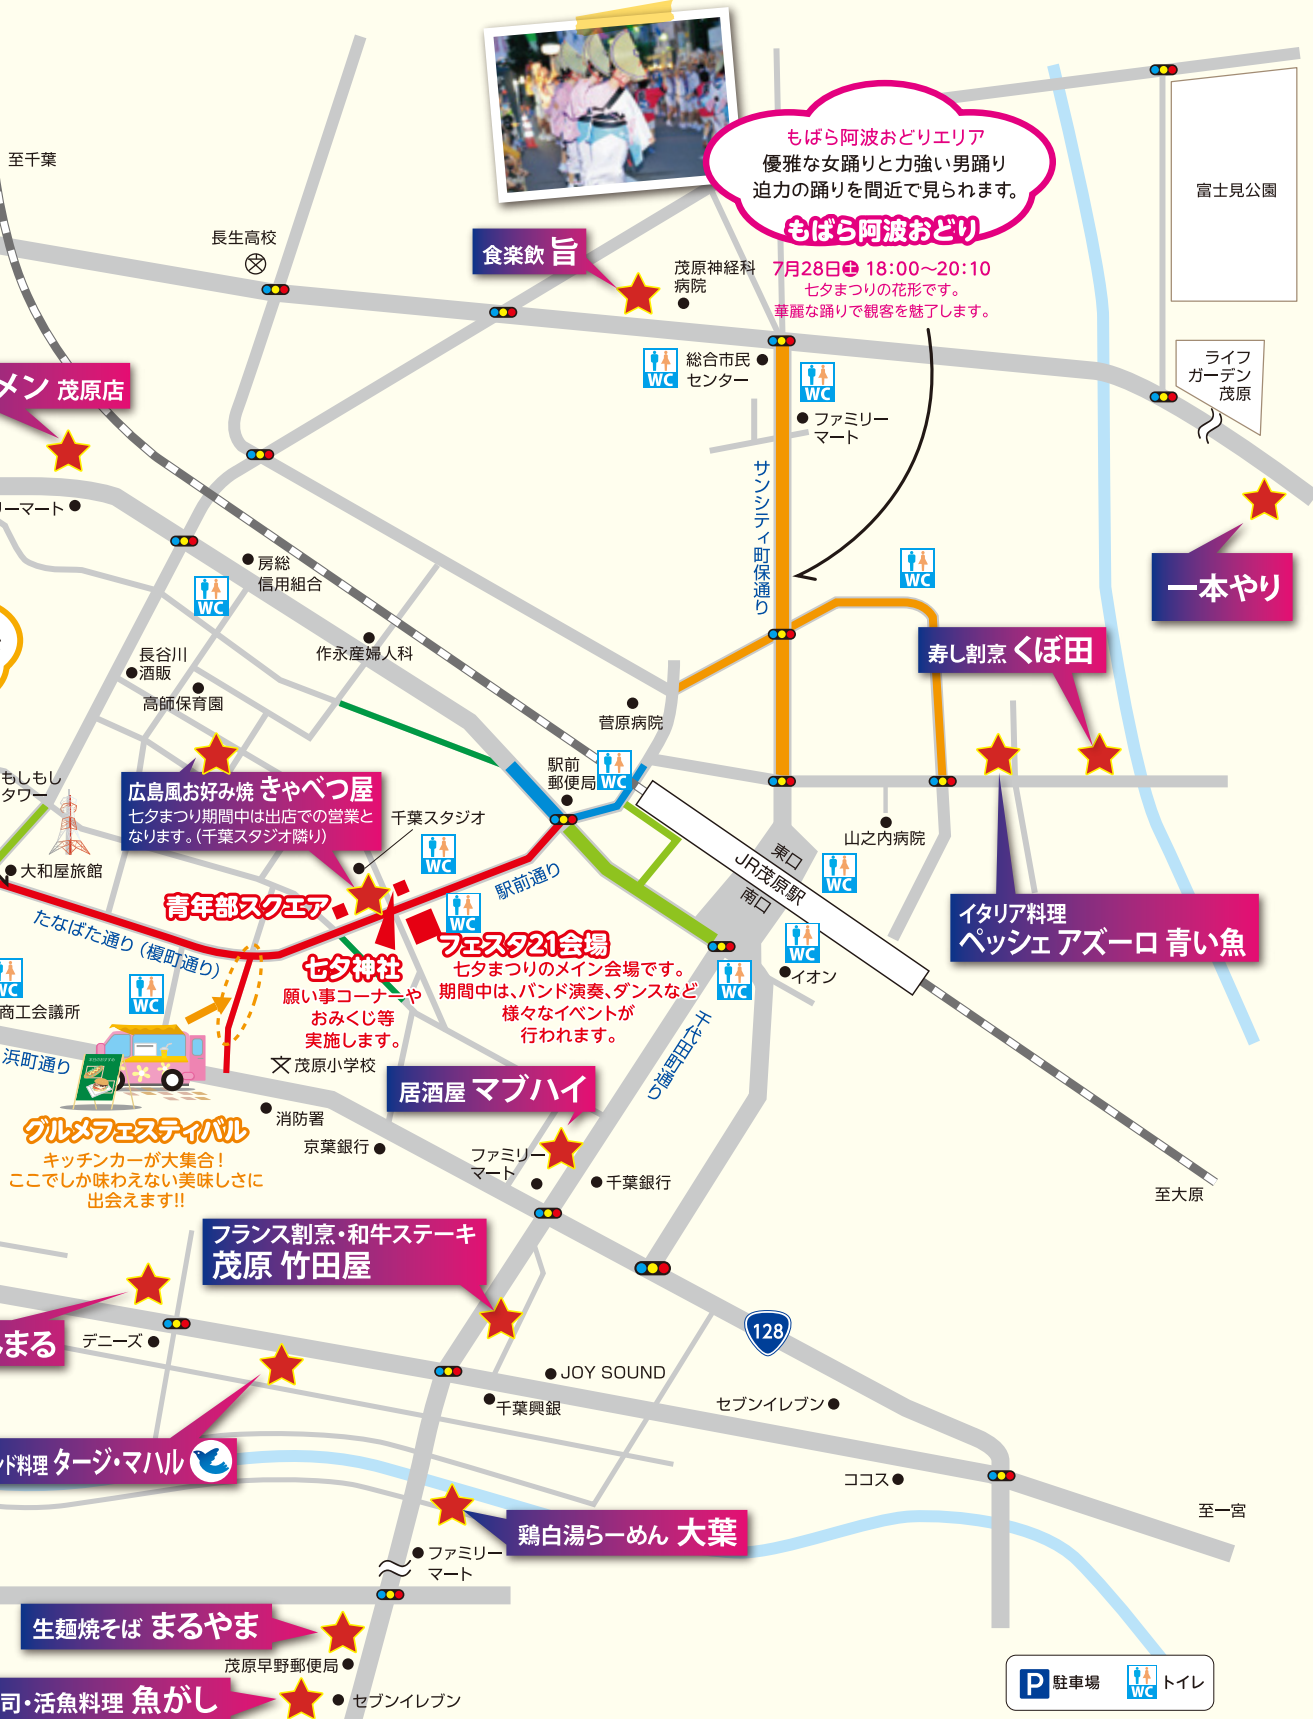 もばら阿波おどりエリア
優雅な女踊りと力強い男踊り
迫力の踊りを間近で見られます。
もばら阿波おどり
7月28日土 18:00〜20:10
七夕まつりの花形です。
華麗な踊りで観客を魅了します。
至千葉
長生高校
食楽飲 旨
茂原神経科
病院
富士見公園
総合市民
センター
WC
WC
ファミリー
マート
ライフ
ガーデン
茂原
メン 茂原店
サンシティ町保通り
リーマート
房総
信用組合
WC
WC
一本やり
寿し割烹 くぼ田
長谷川
酒販
作永産婦人科
高師保育園
菅原病院
駅前
郵便局
WC
もしもし
タワー
広島風お好み焼 きゃべつ屋
七夕まつり期間中は出店での営業と
なります。(千葉スタジオ隣り)
千葉スタジオ
WC
山之内病院
大和屋旅館
東口
JR茂原駅
南口
WC
駅前通り
青年部スクエア
WC
イタリア料理
ペッシェ アズーロ 青い魚
たなばた通り(榎町通り)
フェスタ21会場
七夕まつりのメイン会場です。
期間中は、バンド演奏、ダンスなど
様々なイベントが
行われます。
七夕神社
願い事コーナーや
おみくじ等
実施します。
WC
WC
イオン
WC
WC
商工会議所
浜町通り
千代田町通り
茂原小学校
居酒屋 マブハイ
消防署
京葉銀行
グルメフェスティバル
キッチンカーが大集合!
ここでしか味わえない美味しさに
出会えます!!
ファミリー
マート
千葉銀行
至大原
フランス割烹・和牛ステーキ
茂原 竹田屋
128
まる
デニーズ
JOY SOUND
千葉興銀
セブンイレブン
ンド料理 タージ・マハル
ココス
至一宮
鶏白湯らーめん 大葉
ファミリー
マート
生麺焼そば まるやま
茂原早野郵便局
司・活魚料理 魚がし
セブンイレブン
P 駐車場 WC トイレ